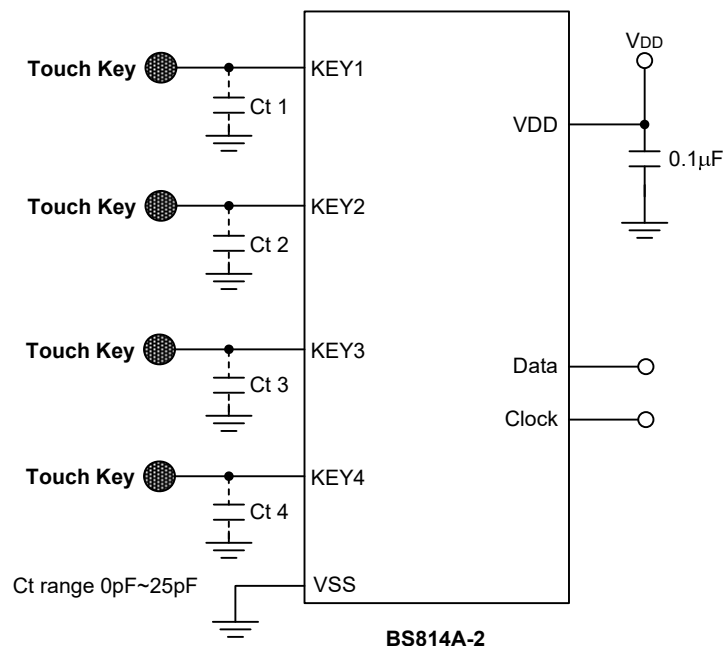 VDD
Touch Key
KEY1
Ct 1
VDD
0.1μF
Touch Key
KEY2
Ct 2
Touch Key
KEY3
Ct 3
Data
Clock
Touch Key
KEY4
Ct 4
Ct range 0pF~25pF
VSS
BS814A-2